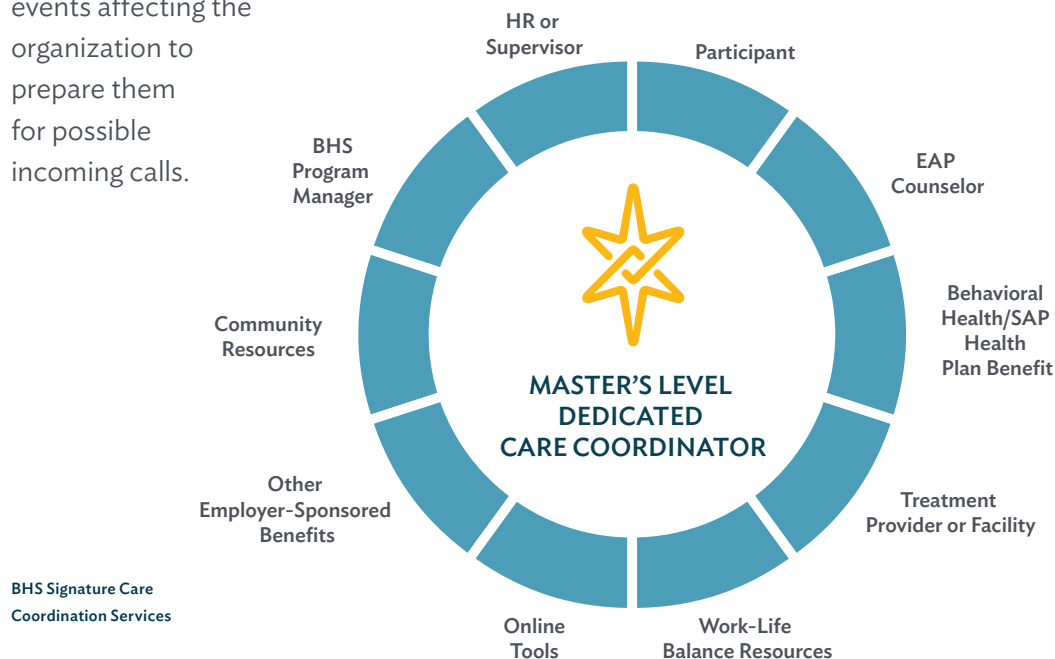 events affecting the
organization to
prepare them
for possible
incoming calls.
HR or
Supervisor
Participant
EAP
Counselor
Behavioral
Health/SAP
Health
Plan Benefit
Treatment
Provider or Facility
Work-Life
Balance Resources
Online
Tools
Other
Employer-Sponsored
Benefits
Community
Resources
BHS
Program
Manager
MASTER’S LEVEL
DEDICATED
CARE COORDINATOR
BHS Signature Care
Coordination Services